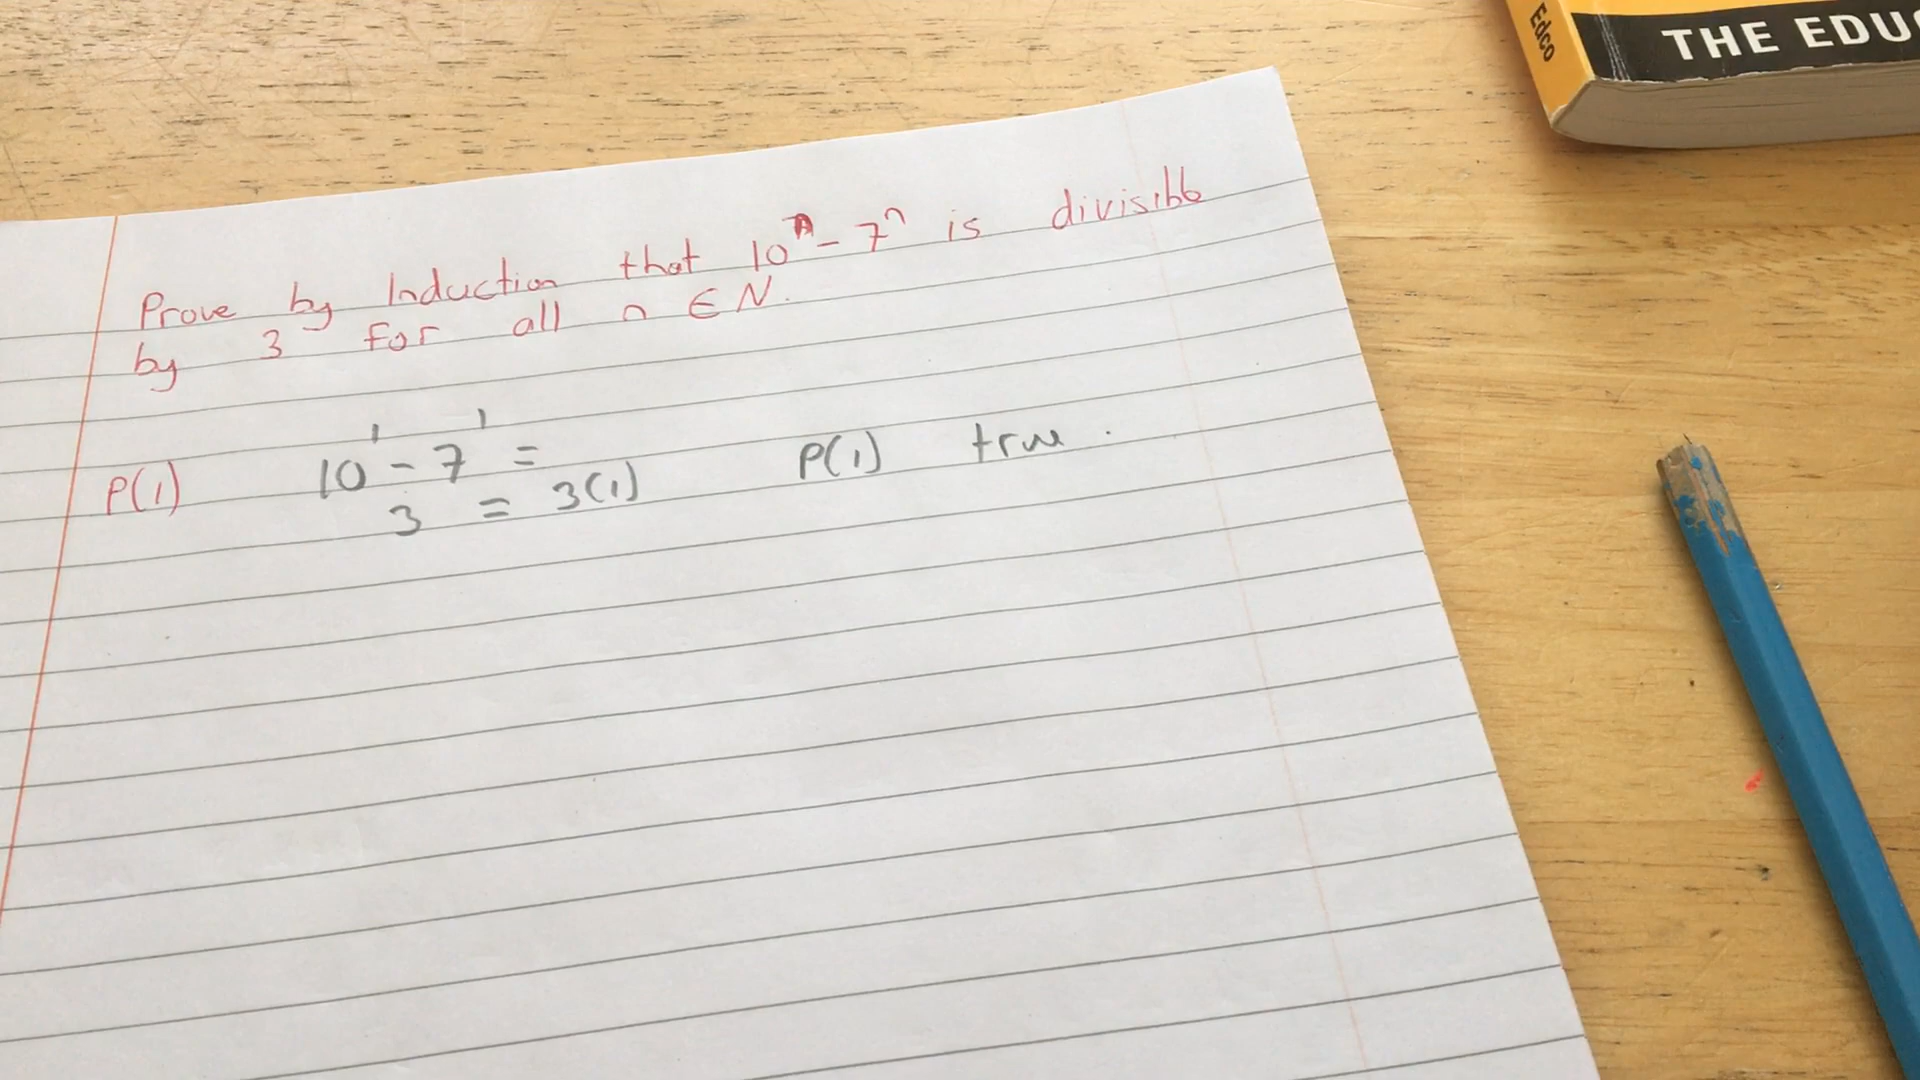 Edco
THE EDU
Prove by Induction that 10ⁿ - 7ⁿ is divisible
by 3 for all n ∈ N.
P(1) 10¹ - 7¹ =
3 = 3(1) P(1) true.